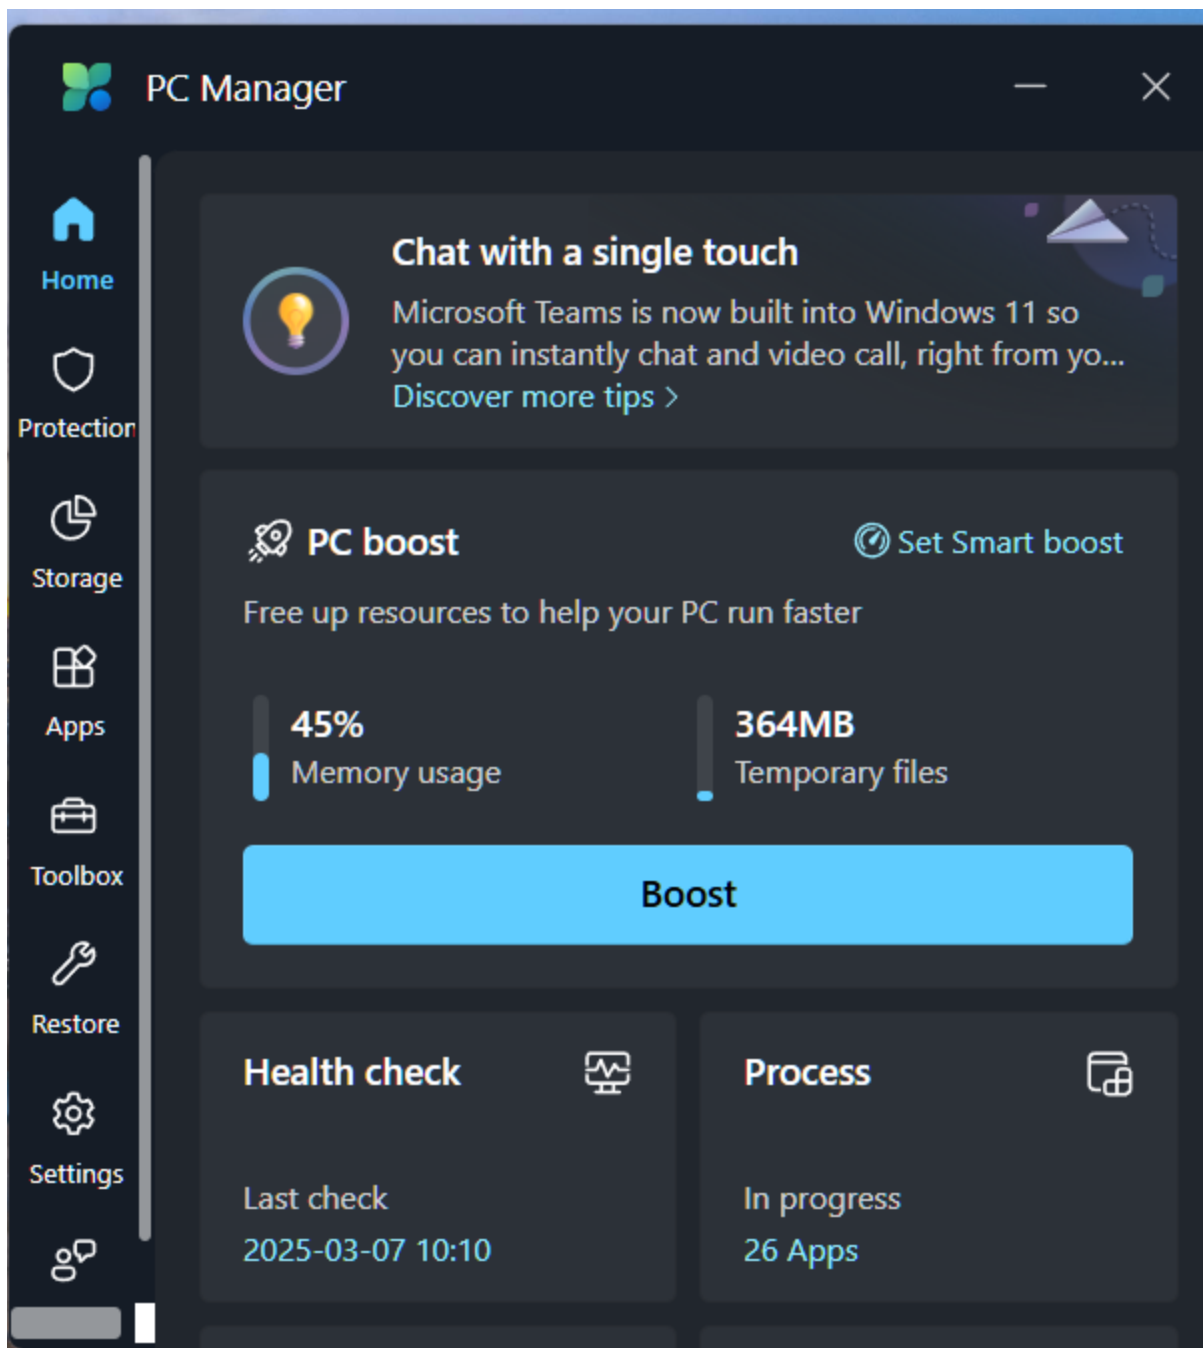 PC Manager
Home
Protection
Storage
Apps
Toolbox
Restore
Settings
Chat with a single touch
Microsoft Teams is now built into Windows 11 so
you can instantly chat and video call, right from yo...
Discover more tips >
PC boost
Set Smart boost
Free up resources to help your PC run faster
45%
Memory usage
364MB
Temporary files
Boost
Health check
Last check
2025-03-07 10:10
Process
In progress
26 Apps